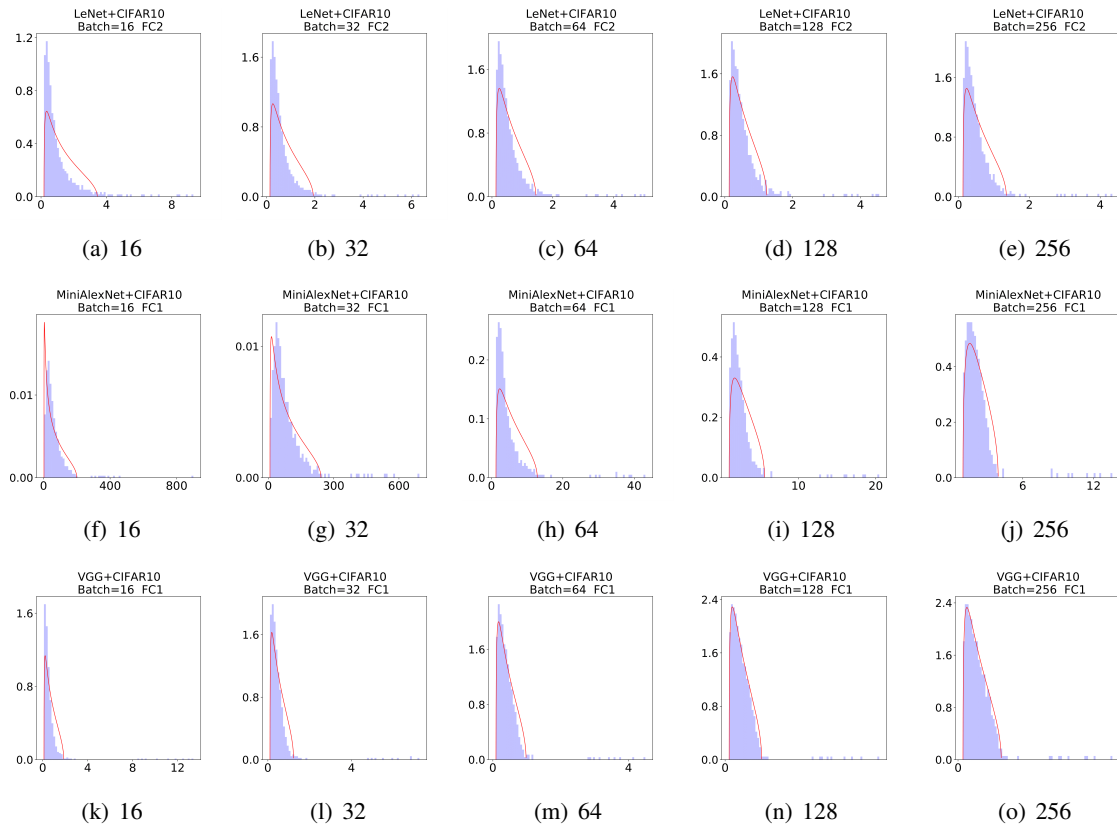 LeNet+CIFAR10
Batch=16 FC2
1.2
0.8
0.4
0.0
0 2 4 6 8
(a) 16
LeNet+CIFAR10
Batch=32 FC2
1.6
0.8
0.0
0 2 4 6
(b) 32
LeNet+CIFAR10
Batch=64 FC2
1.6
0.8
0.0
0 2 4
(c) 64
LeNet+CIFAR10
Batch=128 FC2
1.6
0.8
0.0
0 2 4
(d) 128
LeNet+CIFAR10
Batch=256 FC2
1.6
0.8
0.0
0 2 4
(e) 256
MiniAlexNet+CIFAR10
Batch=16 FC1
0.01
0.00
0 400 800
(f) 16
MiniAlexNet+CIFAR10
Batch=32 FC1
0.01
0.00
0 300 600
(g) 32
MiniAlexNet+CIFAR10
Batch=64 FC1
0.2
0.1
0.0
0 20 40
(h) 64
MiniAlexNet+CIFAR10
Batch=128 FC1
0.4
0.2
0.0
10 20
(i) 128
MiniAlexNet+CIFAR10
Batch=256 FC1
0.4
0.2
0.0
6 12
(j) 256
VGG+CIFAR10
Batch=16 FC1
1.6
0.8
0.0
0 4 8 12
(k) 16
VGG+CIFAR10
Batch=32 FC1
1.6
0.8
0.0
0 4
(l) 32
VGG+CIFAR10
Batch=64 FC1
1.6
0.8
0.0
0 4
(m) 64
VGG+CIFAR10
Batch=128 FC1
2.4
1.6
0.8
0.0
0
(n) 128
VGG+CIFAR10
Batch=256 FC1
2.4
1.6
0.8
0.0
0
(o) 256